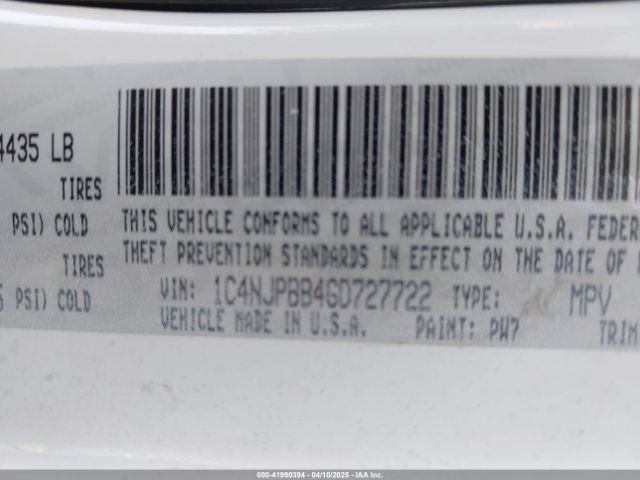 4435 LB
TIRES
PSI) COLD
TIRES
PSI) COLD
THIS VEHICLE CONFORMS TO ALL APPLICABLE U.S.A. FEDER
THEFT PREVENTION STANDARDS IN EFFECT ON THE DATE OF
VIN: 1C4NJPBB4GD727722 TYPE: MPV
VEHICLE MADE IN U.S.A. PAINT: PW7 TRIM
000-41990394 - 04/10/2025 - IAA Inc.